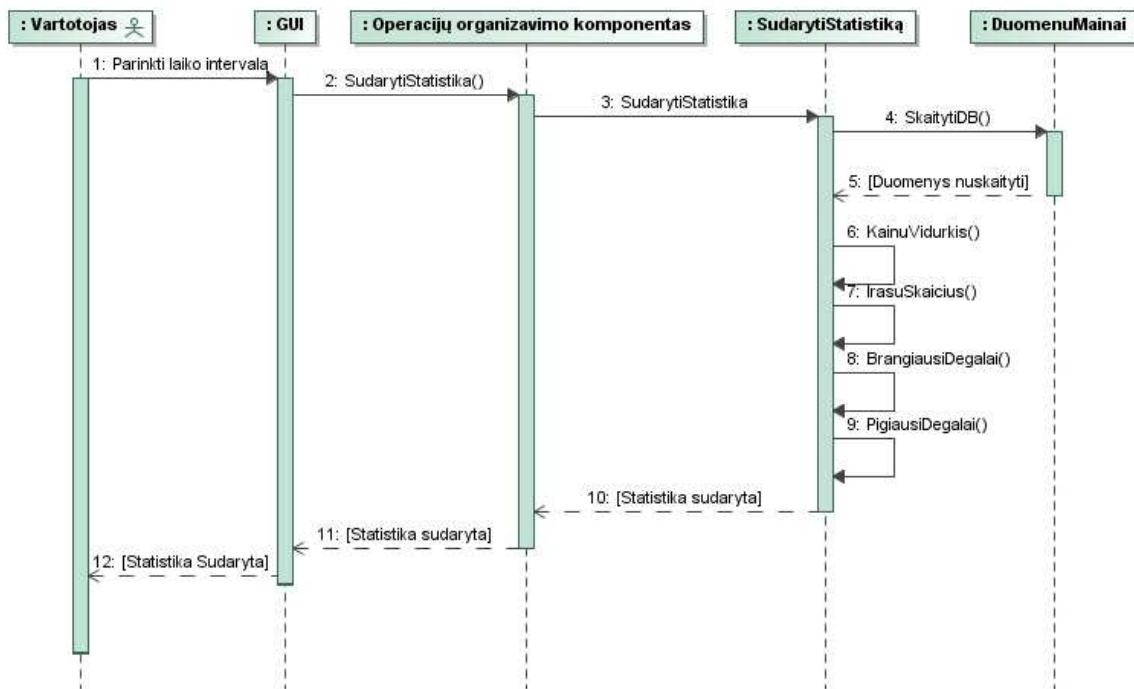 : Vartotojas
: GUI
: Operacijų organizavimo komponentas
: SudarytiStatistiką
: DuomenuMainai
1: Parinkti laiko intervala
2: SudarytiStatistika()
3: SudarytiStatistika
4: SkaitytiDB()
5: [Duomenys nuskaityti]
6: KainuVidurkis()
7: IrasuSkaicius()
8: BrangiausiDegalai()
9: PigiausiDegalai()
10: [Statistika sudaryta]
11: [Statistika sudaryta]
12: [Statistika Sudaryta]